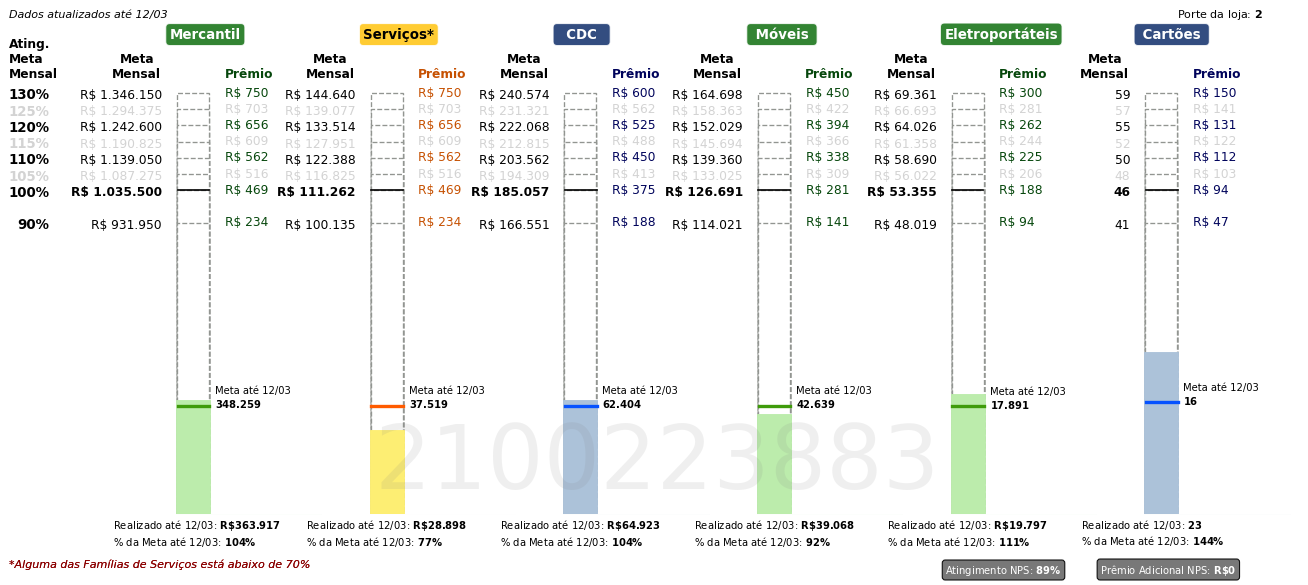 Dados atualizados até 12/03
Porte da loja: 2
Mercantil Serviços* CDC Móveis Eletroportáteis Cartões
Ating.
Meta Meta Meta Meta Meta Meta Meta
Mensal Mensal Prêmio Mensal Prêmio Mensal Prêmio Mensal Prêmio Mensal Prêmio Mensal Prêmio
130% R$ 1.346.150 R$ 750 R$ 144.640 R$ 750 R$ 240.574 R$ 600 R$ 164.698 R$ 450 R$ 69.361 R$ 300 59 R$ 150
125% R$ 1.294.375 R$ 703 R$ 139.077 R$ 703 R$ 231.321 R$ 562 R$ 158.363 R$ 422 R$ 66.693 R$ 281 57 R$ 141
120% R$ 1.242.600 R$ 656 R$ 133.514 R$ 656 R$ 222.068 R$ 525 R$ 152.029 R$ 394 R$ 64.026 R$ 262 55 R$ 131
115% R$ 1.190.825 R$ 609 R$ 127.951 R$ 609 R$ 212.815 R$ 488 R$ 145.694 R$ 366 R$ 61.358 R$ 244 52 R$ 122
110% R$ 1.139.050 R$ 562 R$ 122.388 R$ 562 R$ 203.562 R$ 450 R$ 139.360 R$ 338 R$ 58.690 R$ 225 50 R$ 112
105% R$ 1.087.275 R$ 516 R$ 116.825 R$ 516 R$ 194.309 R$ 413 R$ 133.025 R$ 309 R$ 56.022 R$ 206 48 R$ 103
100% R$ 1.035.500 R$ 469 R$ 111.262 R$ 469 R$ 185.057 R$ 375 R$ 126.691 R$ 281 R$ 53.355 R$ 188 46 R$ 94
90% R$ 931.950 R$ 234 R$ 100.135 R$ 234 R$ 166.551 R$ 188 R$ 114.021 R$ 141 R$ 48.019 R$ 94 41 R$ 47
Meta até 12/03 Meta até 12/03 Meta até 12/03 Meta até 12/03 Meta até 12/03 Meta até 12/03
348.259 37.519 62.404 42.639 17.891 16
2100223883
Realizado até 12/03: R$363.917 Realizado até 12/03: R$28.898 Realizado até 12/03: R$64.923 Realizado até 12/03: R$39.068 Realizado até 12/03: R$19.797 Realizado até 12/03: 23
% da Meta até 12/03: 104% % da Meta até 12/03: 77% % da Meta até 12/03: 104% % da Meta até 12/03: 92% % da Meta até 12/03: 111% % da Meta até 12/03: 144%
*Alguma das Famílias de Serviços está abaixo de 70%
Atingimento NPS: 89% Prêmio Adicional NPS: R$0